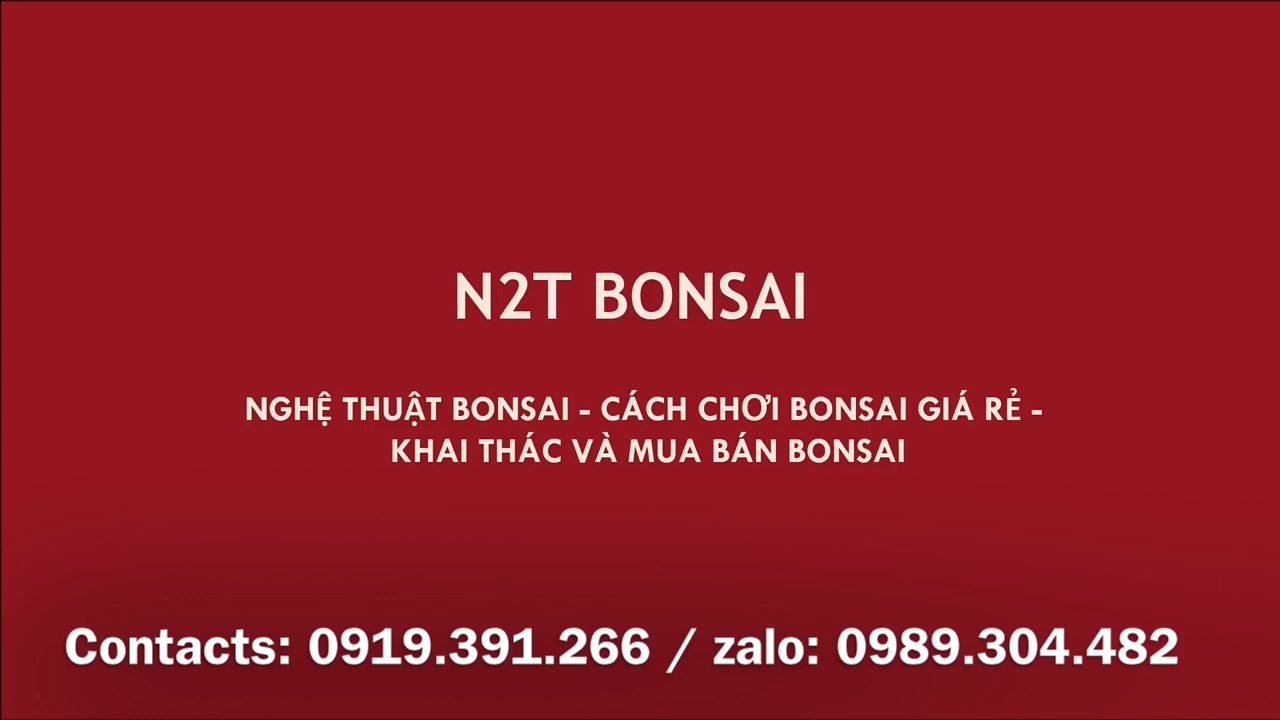 N2T BONSAI
NGHỆ THUẬT BONSAI - CÁCH CHƠI BONSAI GIÁ RẺ -
KHAI THÁC VÀ MUA BÁN BONSAI
Contacts: 0919.391.266 / zalo: 0989.304.482